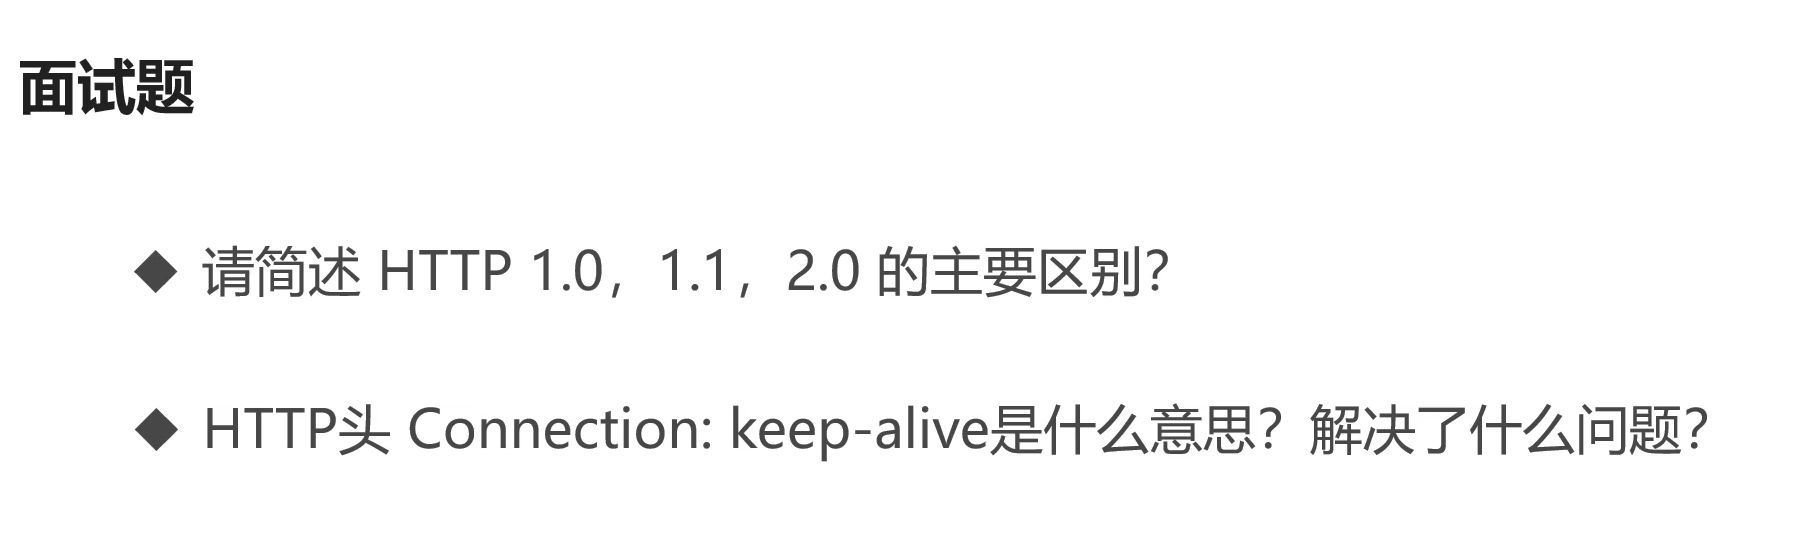 面试题
◆ 请简述 HTTP 1.0，1.1，2.0 的主要区别？
◆ HTTP头 Connection: keep-alive是什么意思？解决了什么问题？